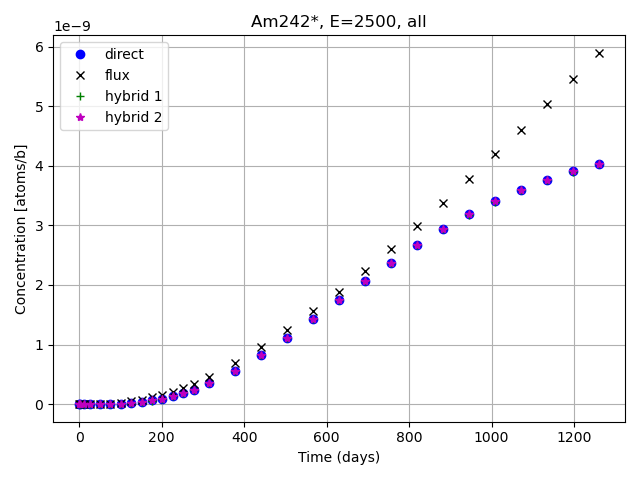 Am242*, E=2500, all
1e−9
direct
flux
hybrid 1
hybrid 2
6
5
4
3
2
1
0
Concentration [atoms/b]
0 200 400 600 800 1000 1200
Time (days)